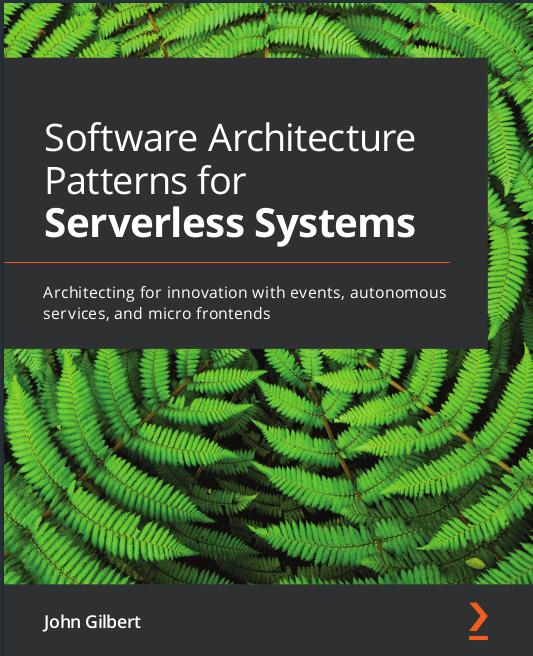 Software Architecture
Patterns for
Serverless Systems
Architecting for innovation with events, autonomous
services, and micro frontends
John Gilbert